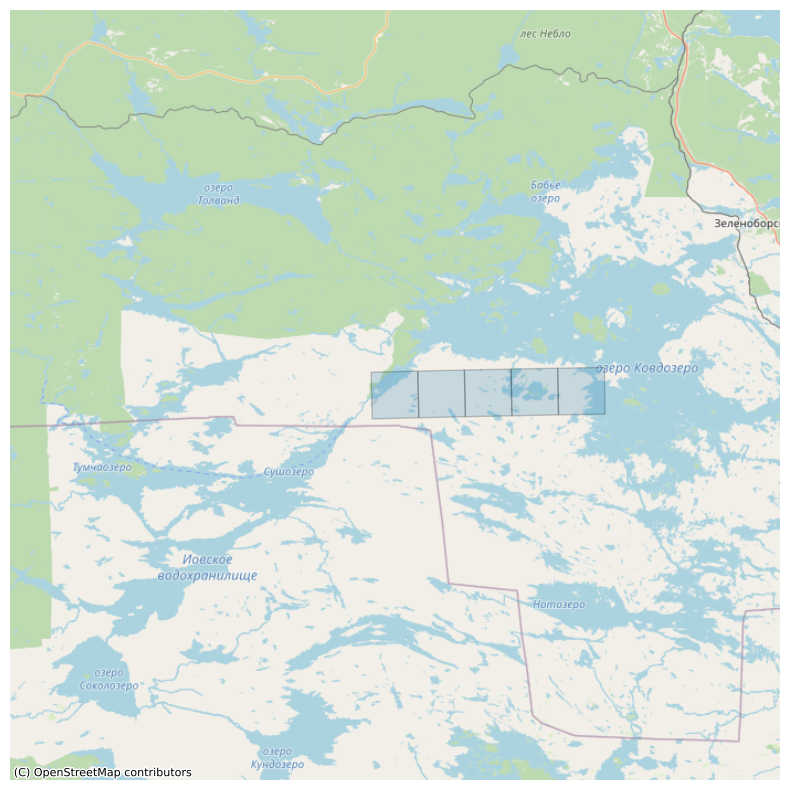 лес Небло
озеро
Толванд
Бабье
озеро
Зеленоборс
озеро Ковдозеро
Тумчаозеро
Сушозеро
Иовское
водохранилище
Нотозеро
озеро
Соколозеро
озеро
Кундозеро
(C) OpenStreetMap contributors